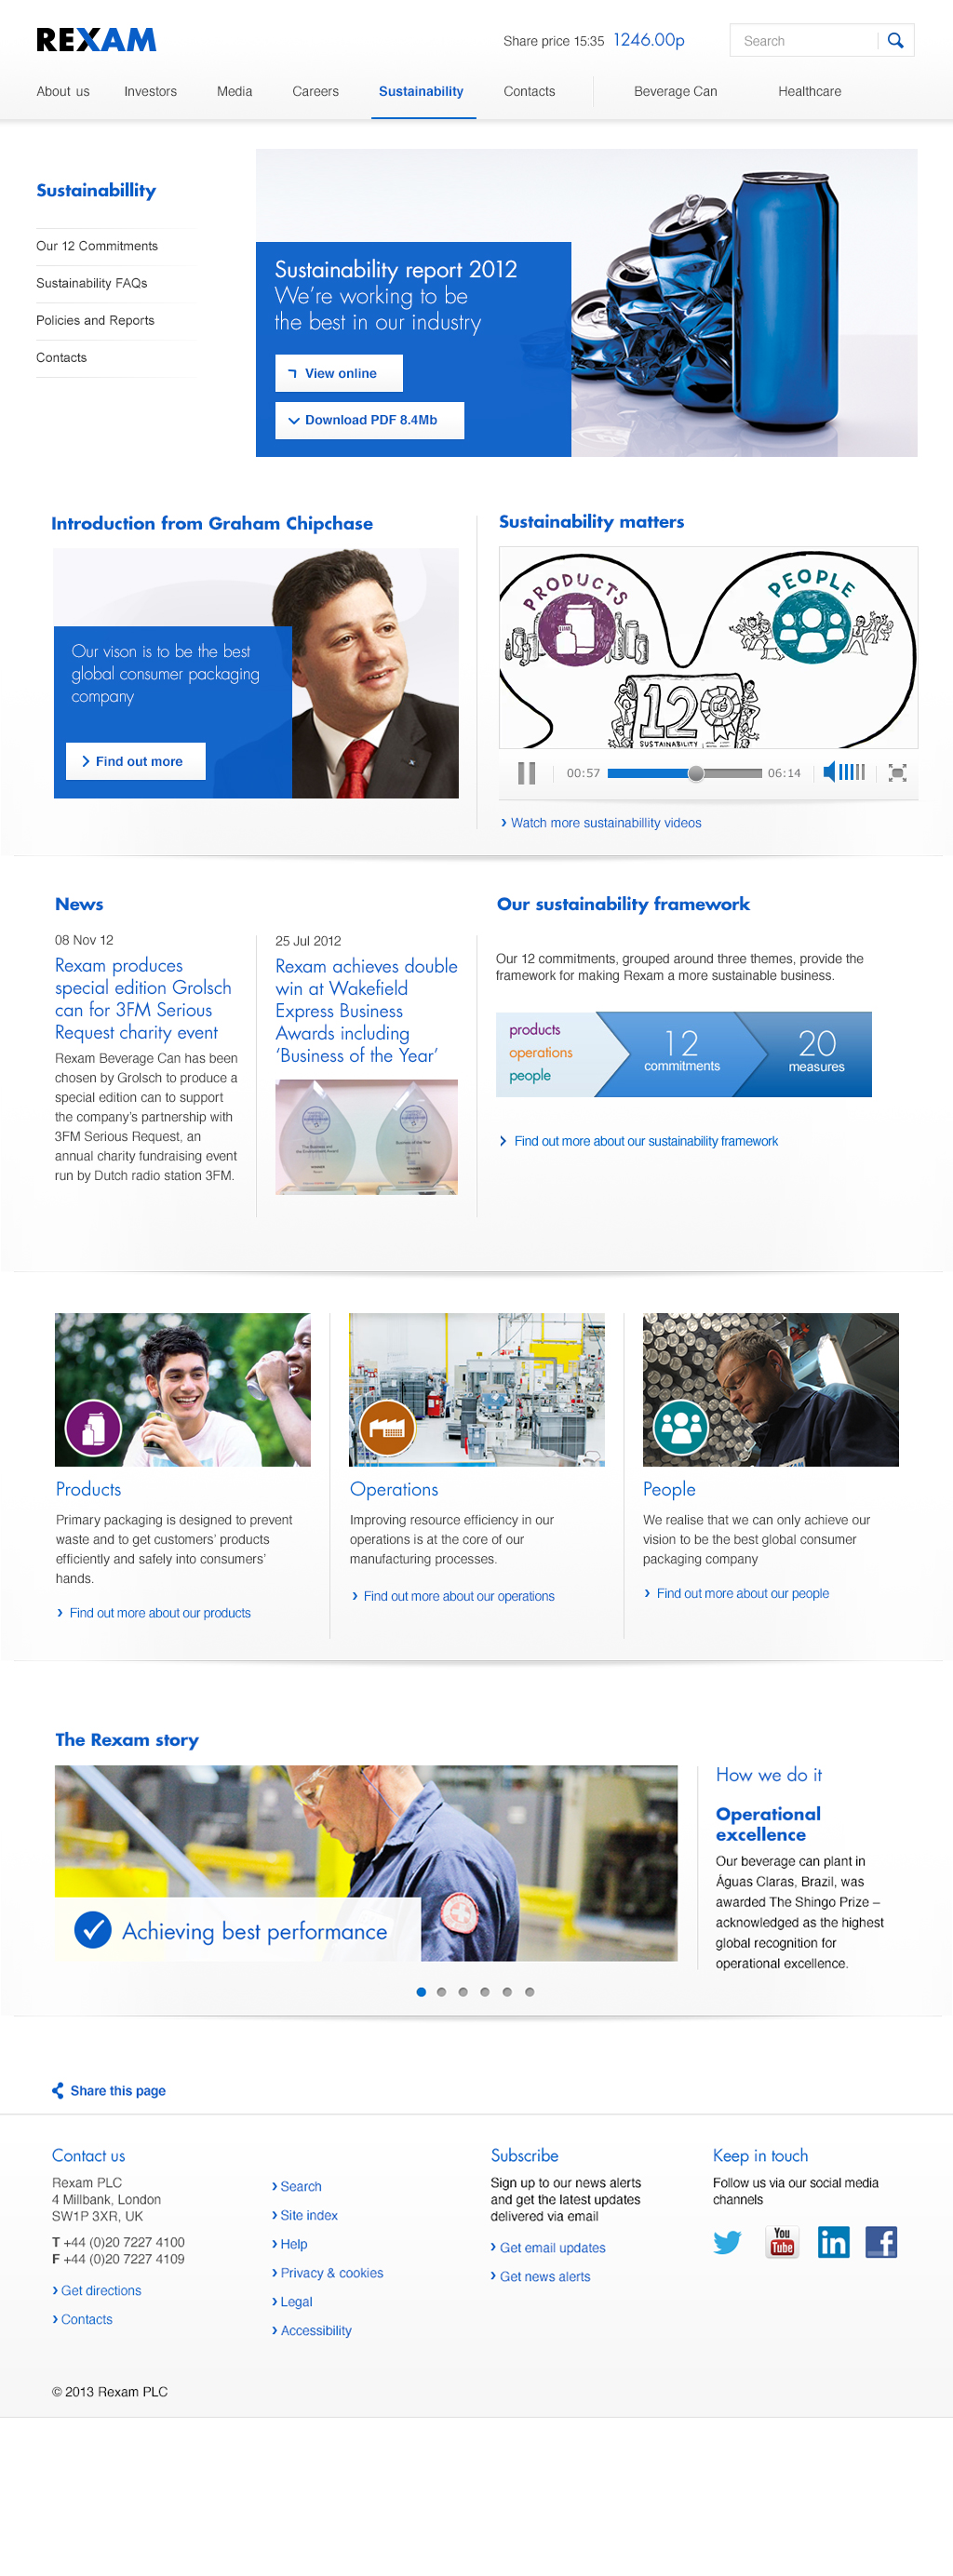 REXAM
Share price 15:35 1246.00p
Search
About us Investors Media Careers Sustainability Contacts Beverage Can Healthcare
Sustainabillity
Our 12 Commitments
Sustainability FAQs
Policies and Reports
Contacts
Sustainability report 2012
We're working to be
the best in our industry
View online
Download PDF 8.4Mb
Introduction from Graham Chipchase
Our vison is to be the best
global consumer packaging
company
Find out more
Sustainability matters
PRODUCTS
PEOPLE
12
SUSTAINABILITY
00:57 06:14
Watch more sustainabillity videos
News
08 Nov 12
Rexam produces
special edition Grolsch
can for 3FM Serious
Request charity event
Rexam Beverage Can has been
chosen by Grolsch to produce a
special edition can to support
the company's partnership with
3FM Serious Request, an
annual charity fundraising event
run by Dutch radio station 3FM.
25 Jul 2012
Rexam achieves double
win at Wakefield
Express Business
Awards including
'Business of the Year'
Our sustainability framework
Our 12 commitments, grouped around three themes, provide the
framework for making Rexam a more sustainable business.
products
operations
people
12
commitments
20
measures
Find out more about our sustainability framework
Products
Primary packaging is designed to prevent
waste and to get customers' products
efficiently and safely into consumers'
hands.
Find out more about our products
Operations
Improving resource efficiency in our
operations is at the core of our
manufacturing processes.
Find out more about our operations
People
We realise that we can only achieve our
vision to be the best global consumer
packaging company
Find out more about our people
The Rexam story
Achieving best performance
How we do it
Operational
excellence
Our beverage can plant in
Águas Claras, Brazil, was
awarded The Shingo Prize –
acknowledged as the highest
global recognition for
operational excellence.
Share this page
Contact us
Rexam PLC
4 Millbank, London
SW1P 3XR, UK
T +44 (0)20 7227 4100
F +44 (0)20 7227 4109
Get directions
Contacts
Search
Site index
Help
Privacy & cookies
Legal
Accessibility
Subscribe
Sign up to our news alerts
and get the latest updates
delivered via email
Get email updates
Get news alerts
Keep in touch
Follow us via our social media
channels
You
Tube
in
f
© 2013 Rexam PLC